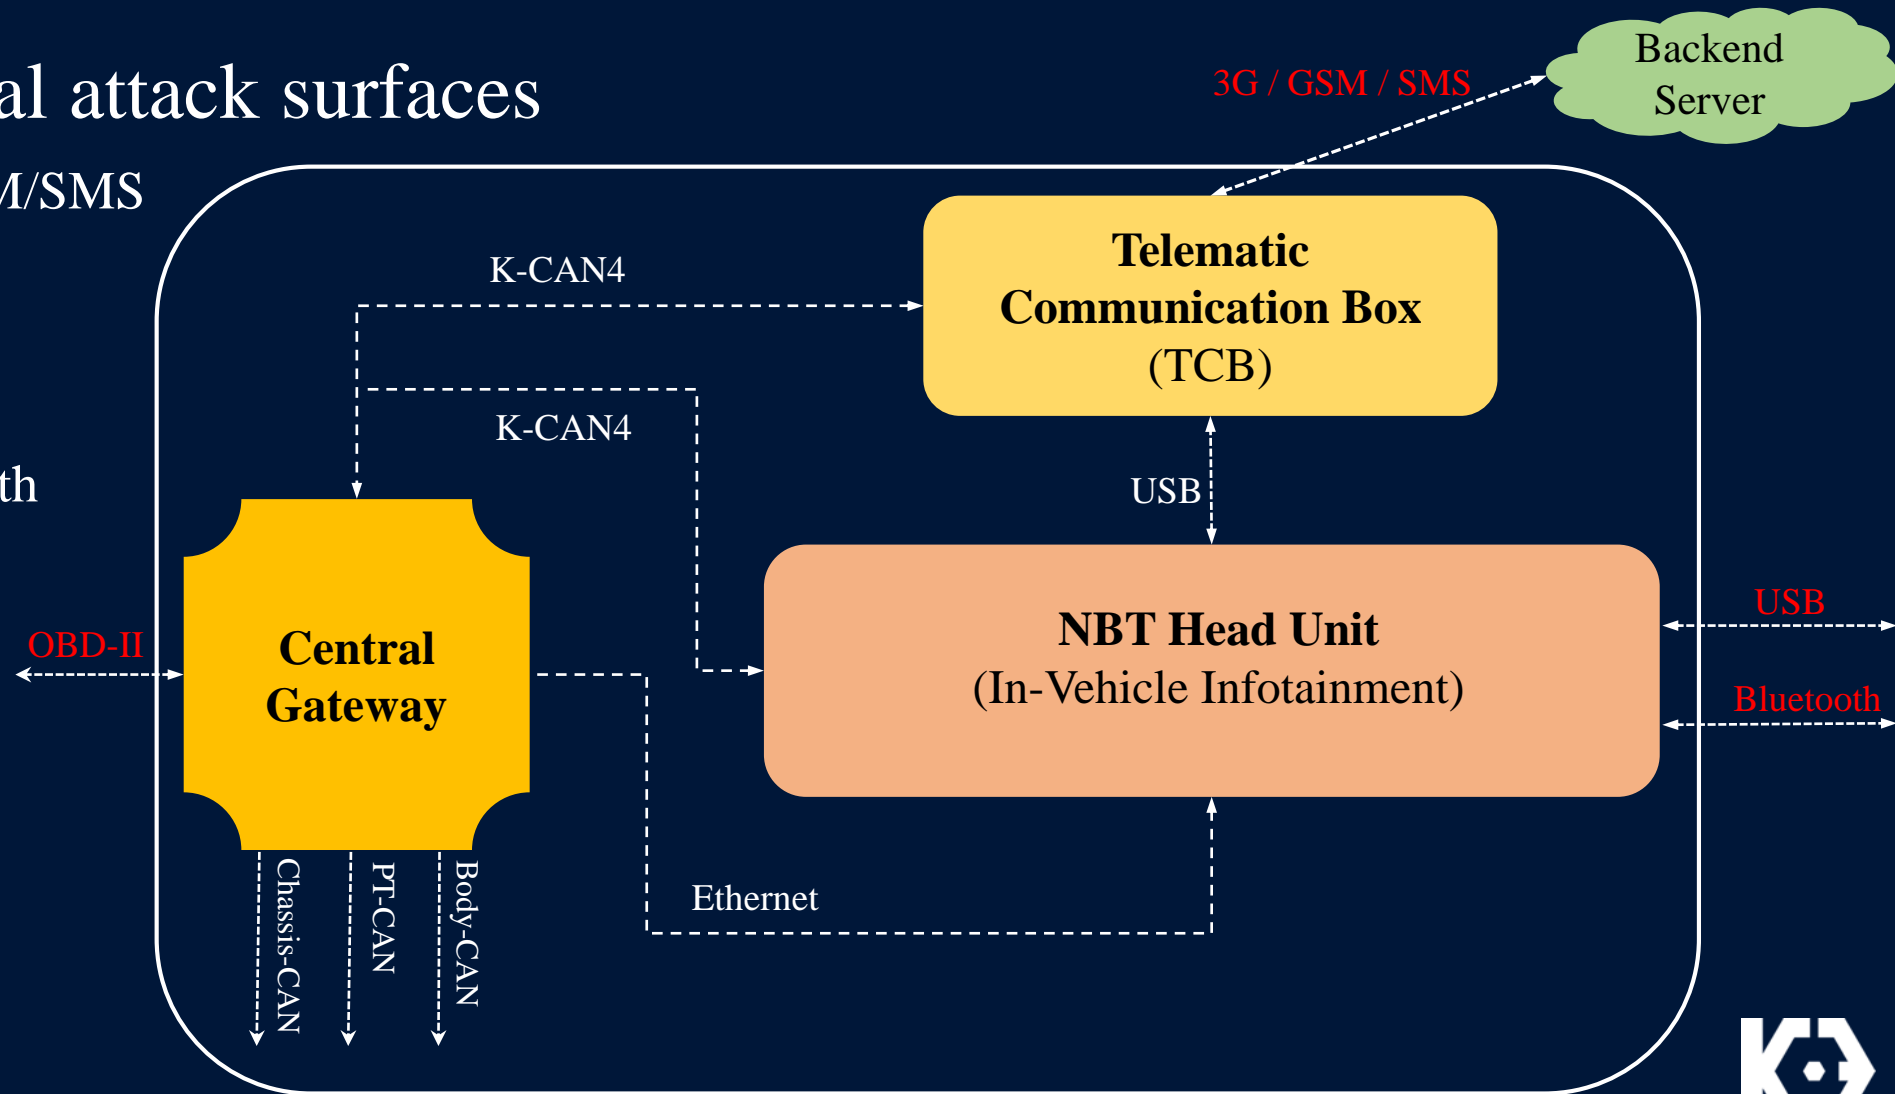 al attack surfaces
M/SMS
th
3G / GSM / SMS
Backend
Server
K-CAN4
Telematic
Communication Box
(TCB)
K-CAN4
USB
OBD-II
Central
Gateway
NBT Head Unit
(In-Vehicle Infotainment)
USB
Bluetooth
Chassis-CAN
PT-CAN
Body-CAN
Ethernet